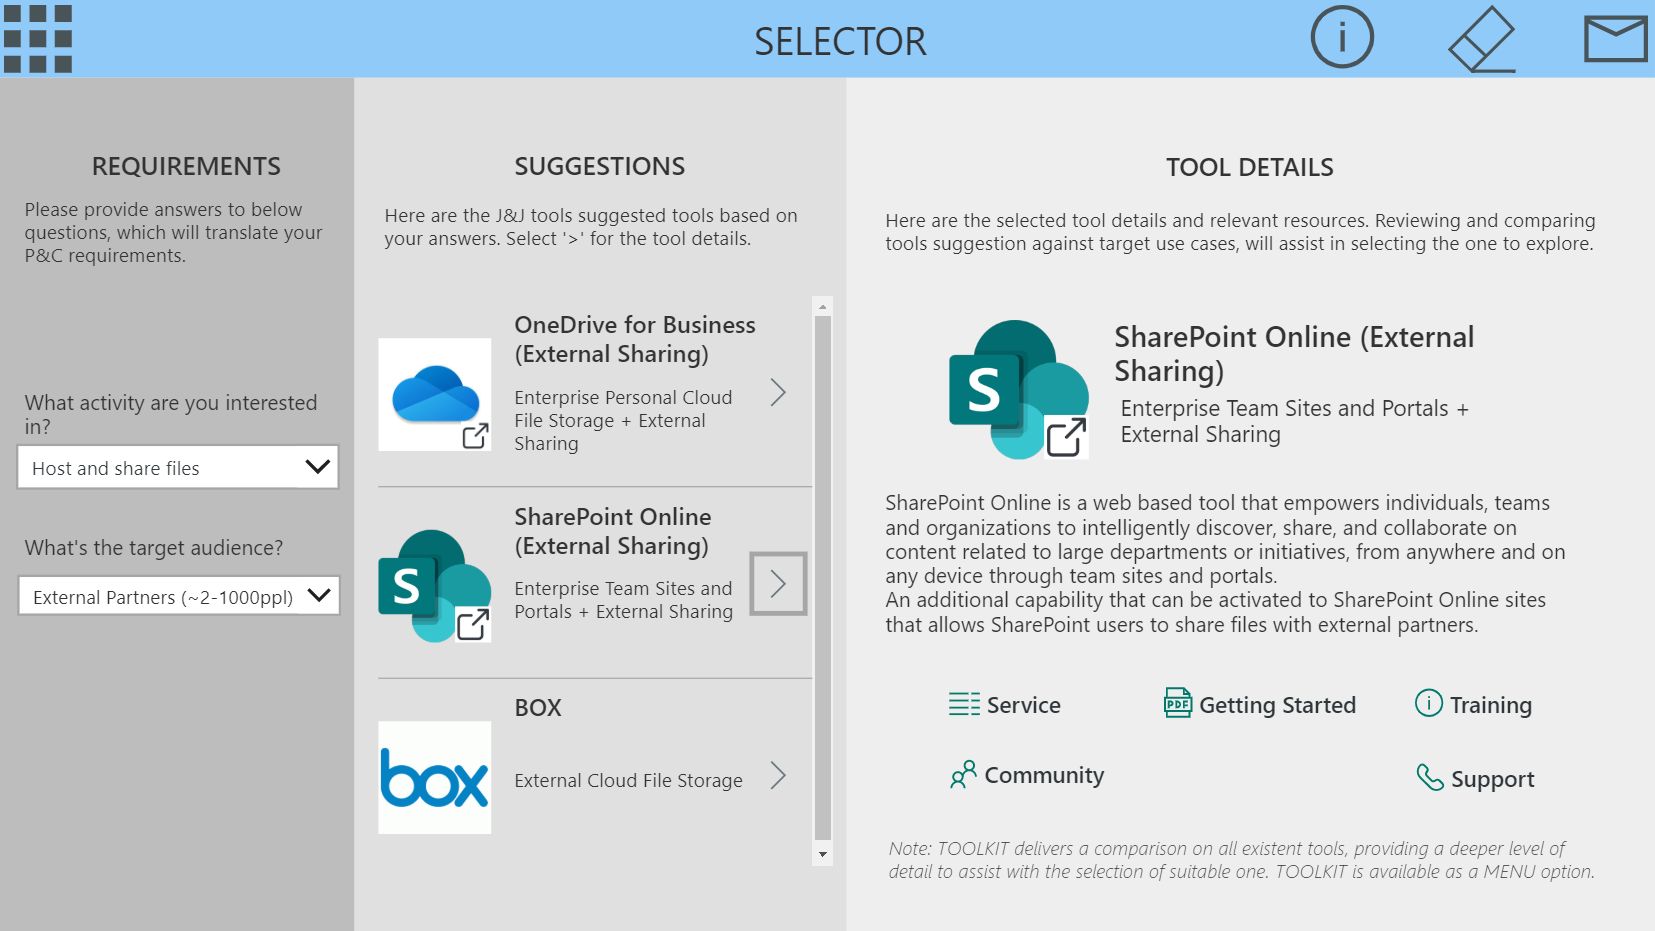 SELECTOR
REQUIREMENTS
Please provide answers to below
questions, which will translate your
P&C requirements.
What activity are you interested
in?
Host and share files
What's the target audience?
External Partners (~2-1000ppl)
SUGGESTIONS
Here are the J&J tools suggested tools based on
your answers. Select '>' for the tool details.
OneDrive for Business
(External Sharing)
Enterprise Personal Cloud
File Storage + External
Sharing
S
SharePoint Online
(External Sharing)
Enterprise Team Sites and
Portals + External Sharing
box
BOX
External Cloud File Storage
TOOL DETAILS
Here are the selected tool details and relevant resources. Reviewing and comparing
tools suggestion against target use cases, will assist in selecting the one to explore.
S
SharePoint Online (External
Sharing)
Enterprise Team Sites and Portals +
External Sharing
SharePoint Online is a web based tool that empowers individuals, teams
and organizations to intelligently discover, share, and collaborate on
content related to large departments or initiatives, from anywhere and on
any device through team sites and portals.
An additional capability that can be activated to SharePoint Online sites
that allows SharePoint users to share files with external partners.
Service
PDF Getting Started
Training
Community
Support
Note: TOOLKIT delivers a comparison on all existent tools, providing a deeper level of
detail to assist with the selection of suitable one. TOOLKIT is available as a MENU option.